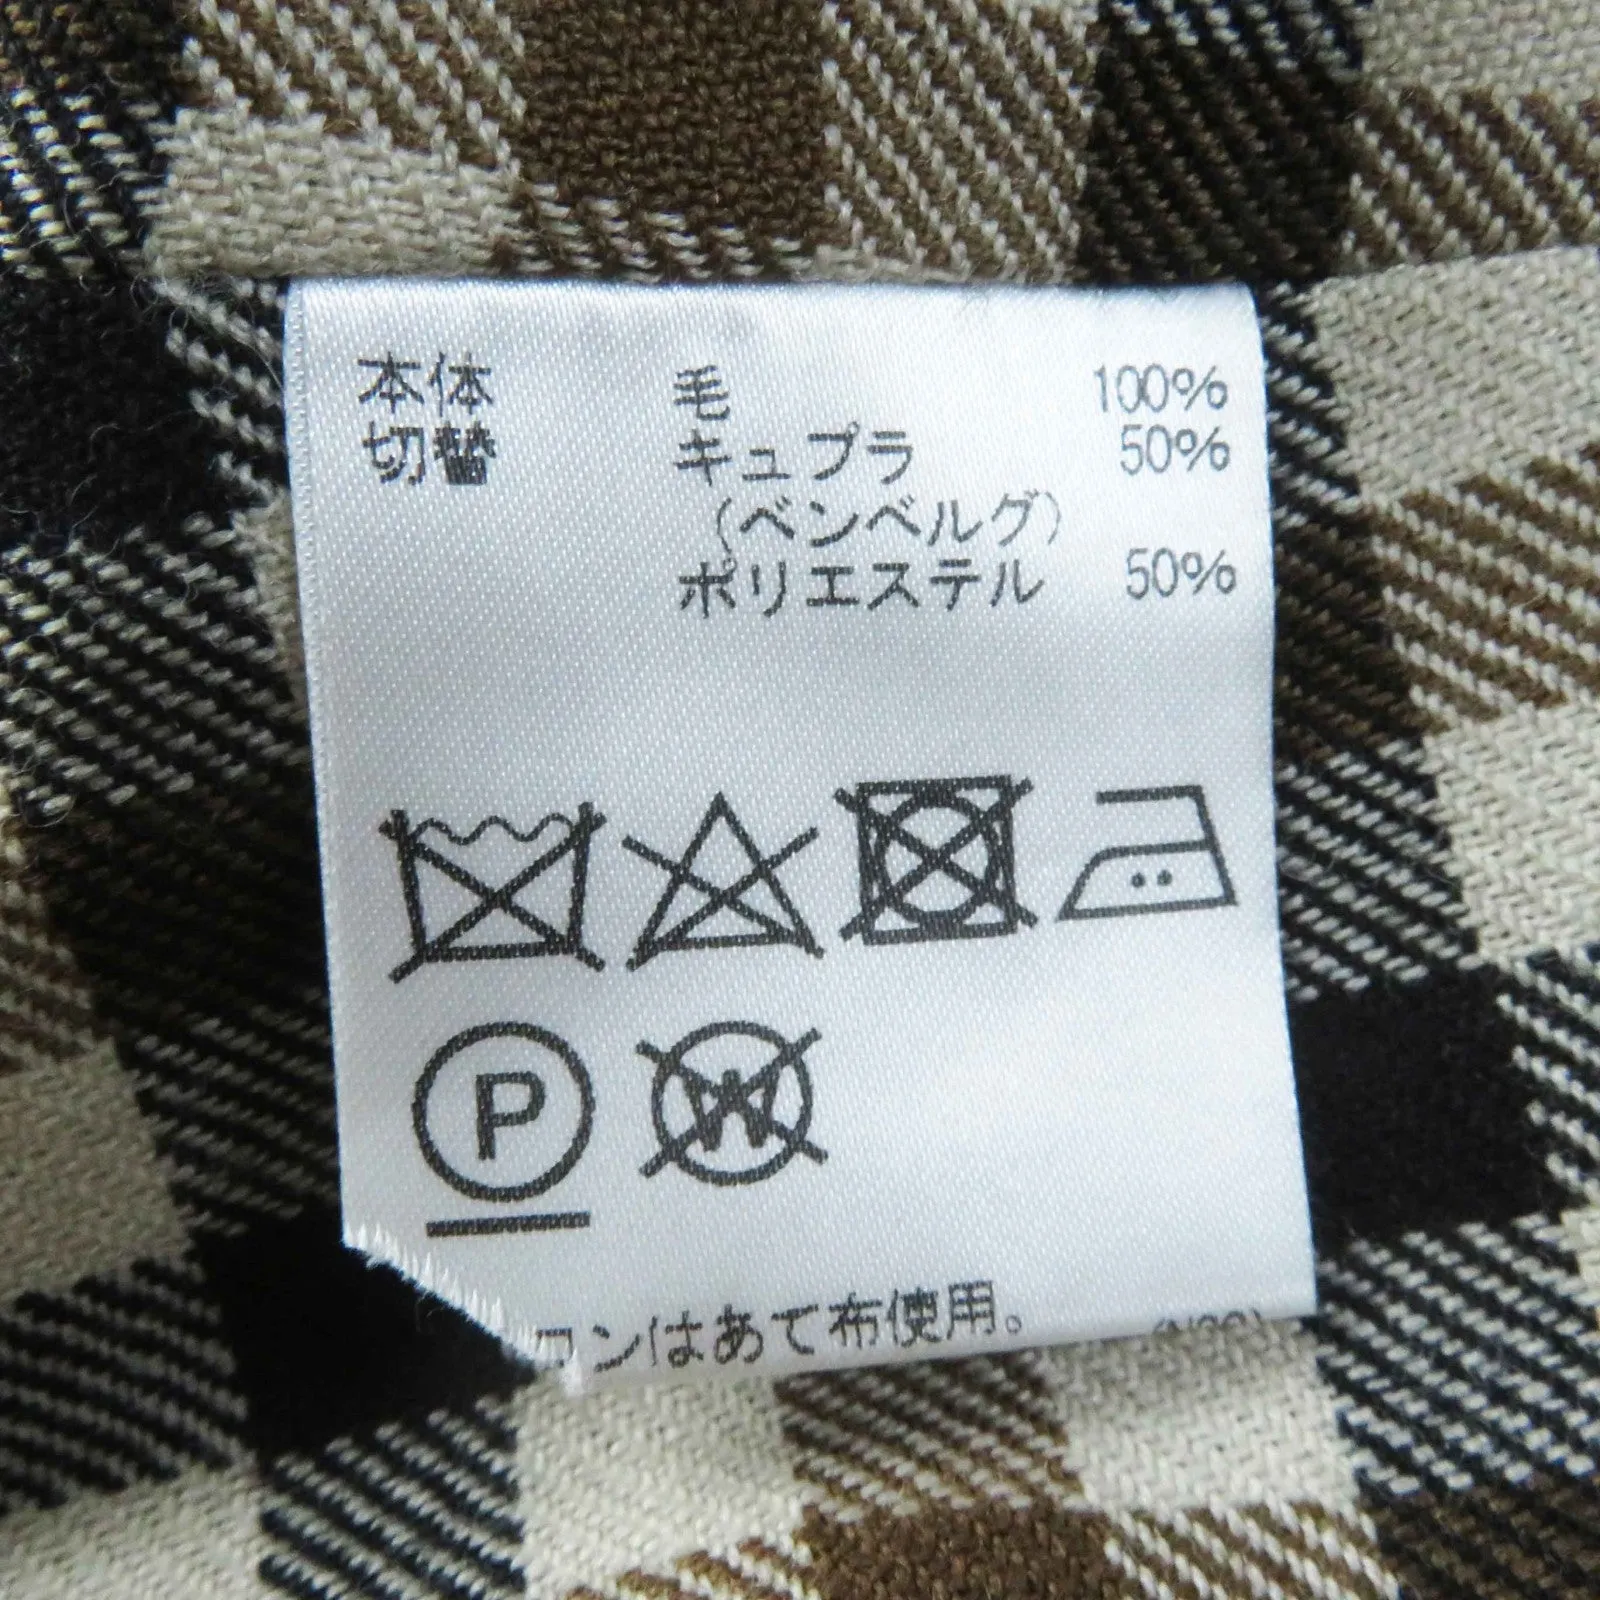 本体 毛 100%
切替 キュプラ 50%
(ベンベルグ)
ポリエステル 50%
P
W
ロンはあて布使用。